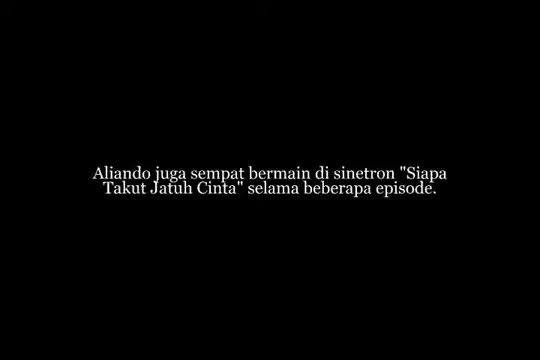 Aliando juga sempat bermain di sinetron "Siapa
Takut Jatuh Cinta" selama beberapa episode.